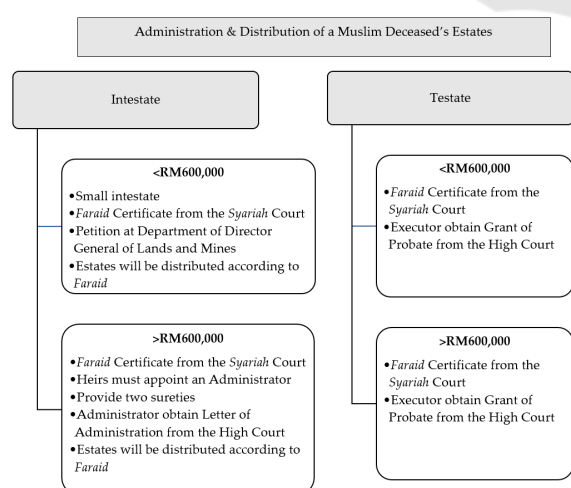 Administration & Distribution of a Muslim Deceased's Estates
Intestate
<RM600,000
•Small intestate
•Faraid Certificate from the Syariah Court
•Petition at Department of Director
General of Lands and Mines
•Estates will be distributed according to
Faraid
>RM600,000
•Faraid Certificate from the Syariah Court
•Heirs must appoint an Administrator
•Provide two sureties
•Administrator obtain Letter of
Administration from the High Court
•Estates will be distributed according to
Faraid
Testate
<RM600,000
•Faraid Certificate from the
Syariah Court
•Executor obtain Grant of
Probate from the High Court
>RM600,000
•Faraid Certificate from the
Syariah Court
•Executor obtain Grant of
Probate from the High Court